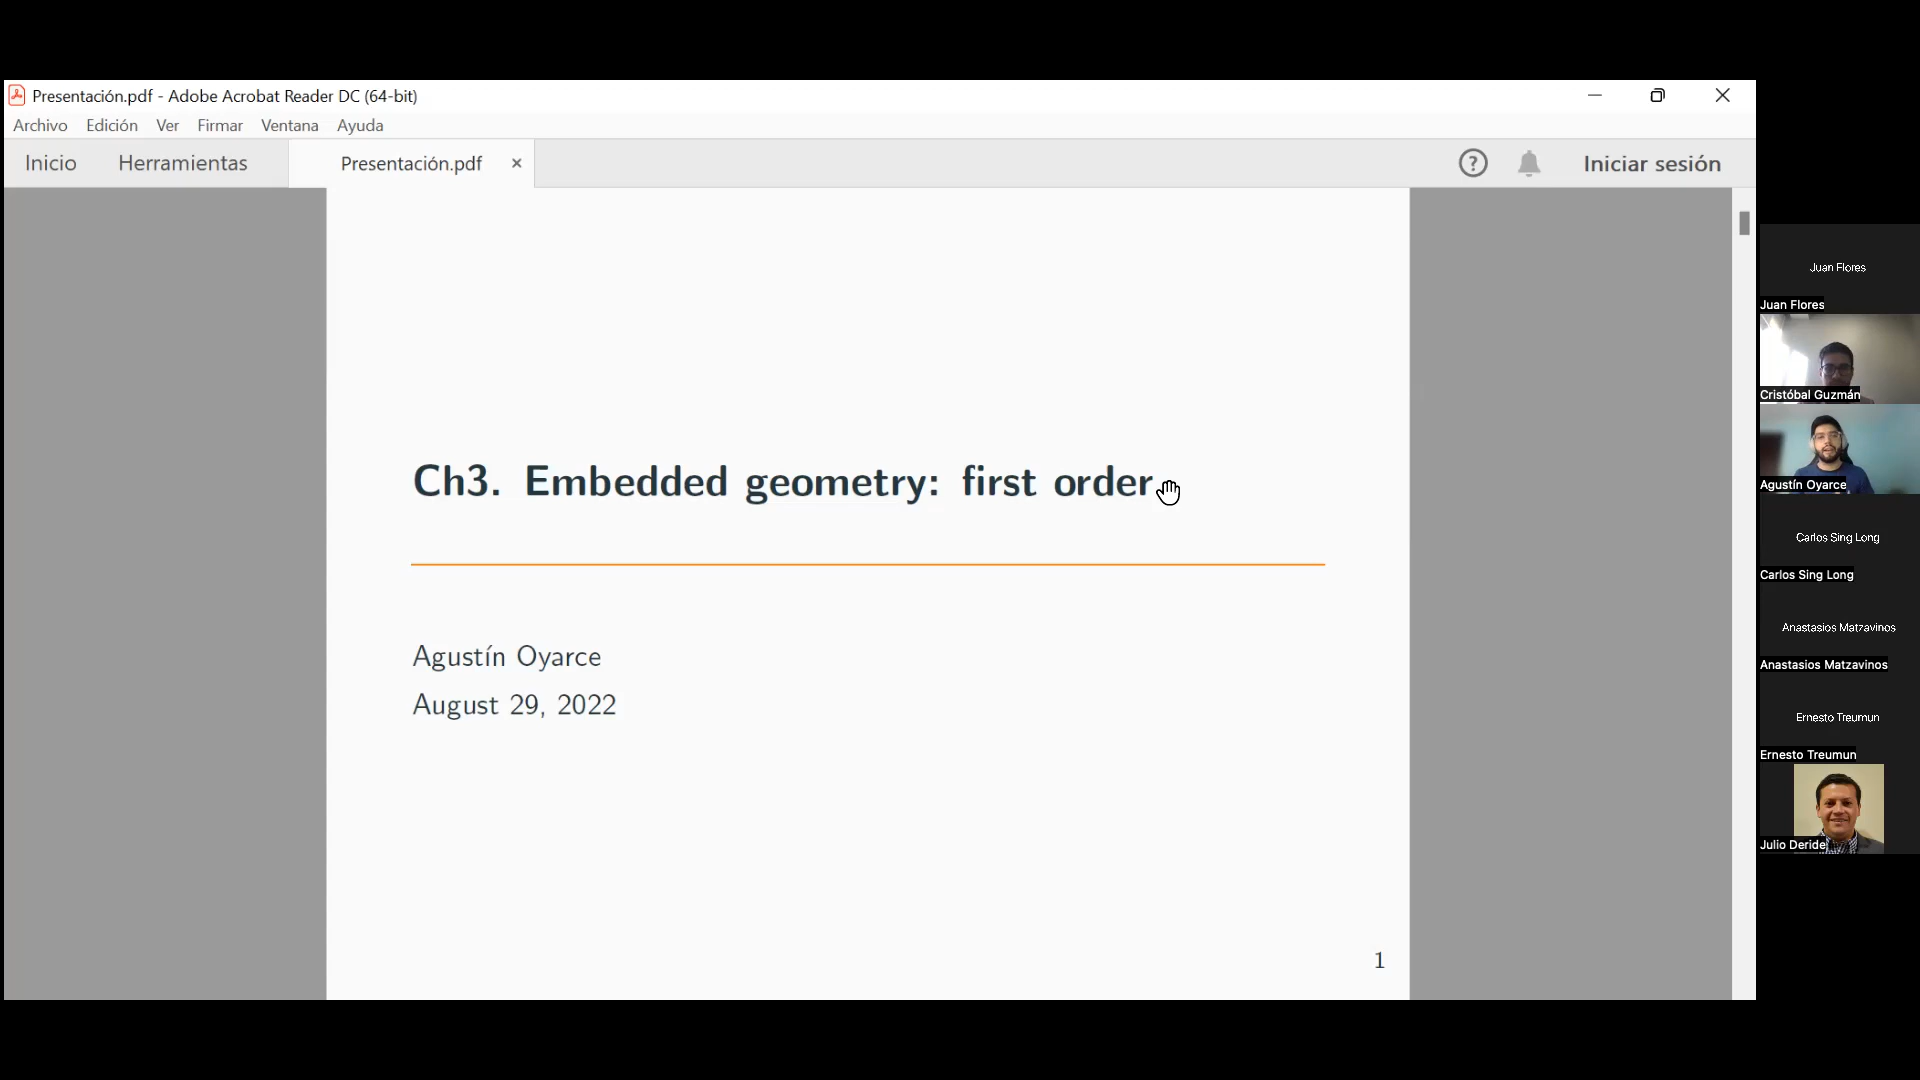 Presentación.pdf - Adobe Acrobat Reader DC (64-bit)
Archivo Edición Ver Firmar Ventana Ayuda
Inicio Herramientas Presentación.pdf × ? Iniciar sesión
Ch3. Embedded geometry: first order
Agustín Oyarce
August 29, 2022
1
Juan Flores
Juan Flores
Cristóbal Guzmán
Agustín Oyarce
Carlos Sing Long
Carlos Sing Long
Anastasios Matzavinos
Anastasios Matzavinos
Ernesto Treumun
Ernesto Treumun
Julio Deride